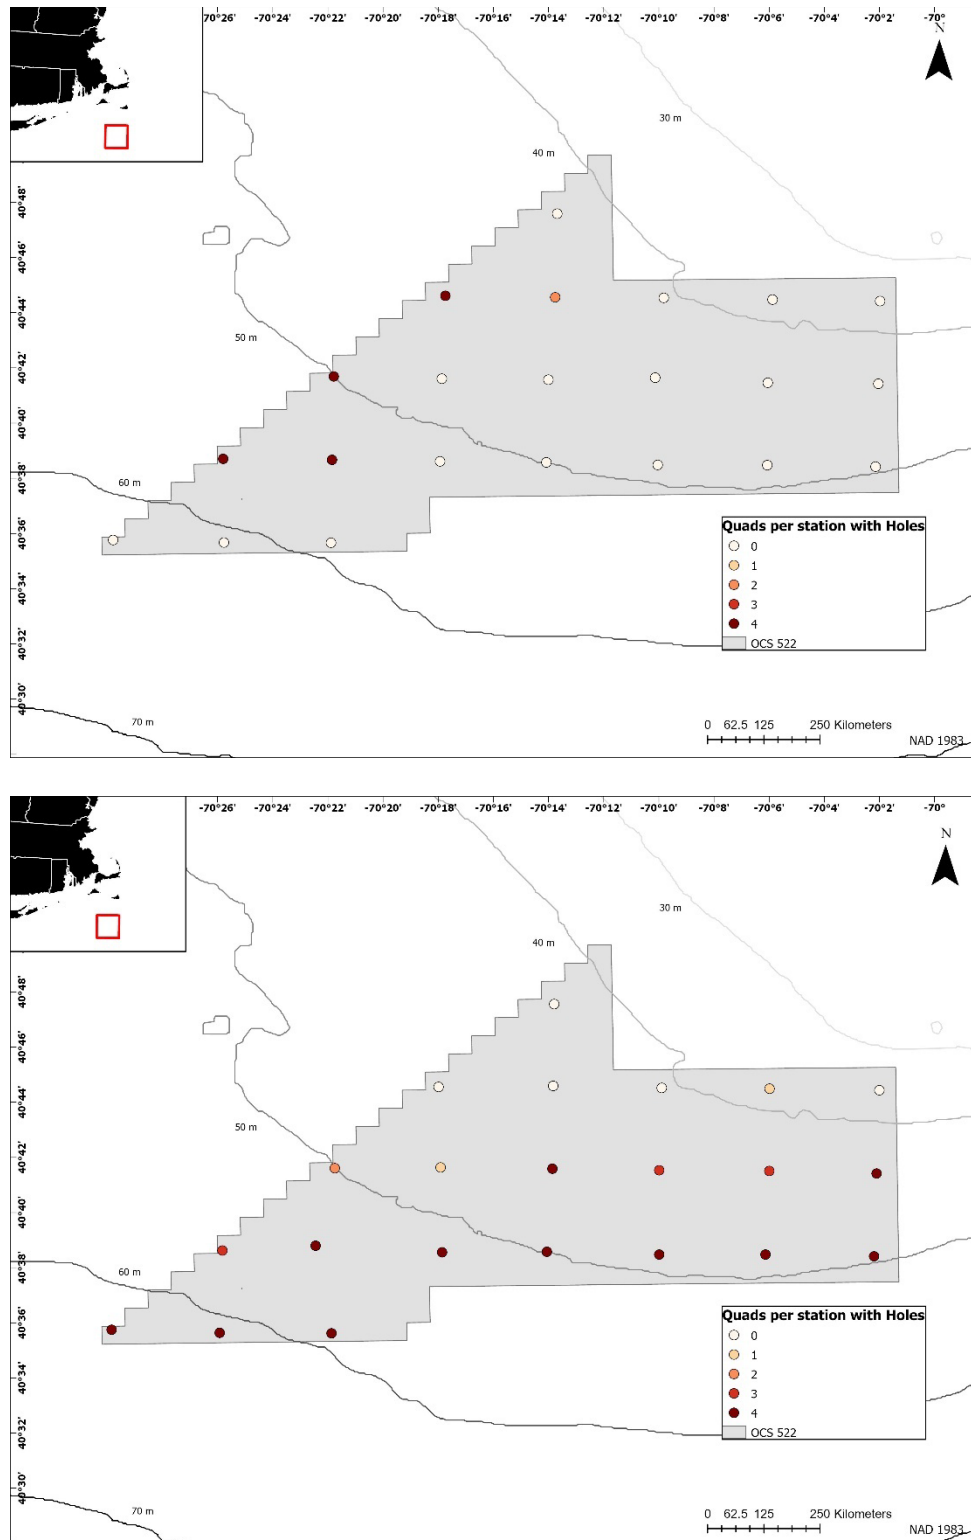 -70°26' -70°24' -70°22' -70°20' -70°18' -70°16' -70°14' -70°12' -70°10' -70°8' -70°6' -70°4' -70°2' -70°
N
30 m
40 m
40°48'
40°46'
40°44'
50 m
40°42'
40°40'
40°38'
60 m
40°36'
Quads per station with Holes
0
1
2
3
4
OCS 522
40°34'
40°32'
40°30'
70 m
0 62.5 125 250 Kilometers
NAD 1983
-70°26' -70°24' -70°22' -70°20' -70°18' -70°16' -70°14' -70°12' -70°10' -70°8' -70°6' -70°4' -70°2' -70°
N
30 m
40 m
40°48'
40°46'
40°44'
50 m
40°42'
40°40'
40°38'
60 m
40°36'
Quads per station with Holes
0
1
2
3
4
OCS 522
40°34'
40°32'
40°30'
70 m
0 62.5 125 250 Kilometers
NAD 1983